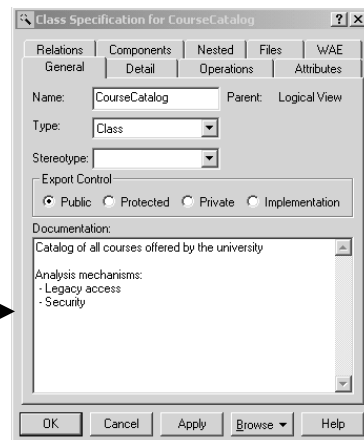 Class Specification for CourseCatalog
Relations Components Nested Files WAE
General Detail Operations Attributes
Name: CourseCatalog Parent: Logical View
Type: Class
Stereotype:
Export Control
Public Protected Private Implementation
Documentation:
Catalog of all courses offered by the university
Analysis mechanisms:
- Legacy access
- Security
OK Cancel Apply Browse Help